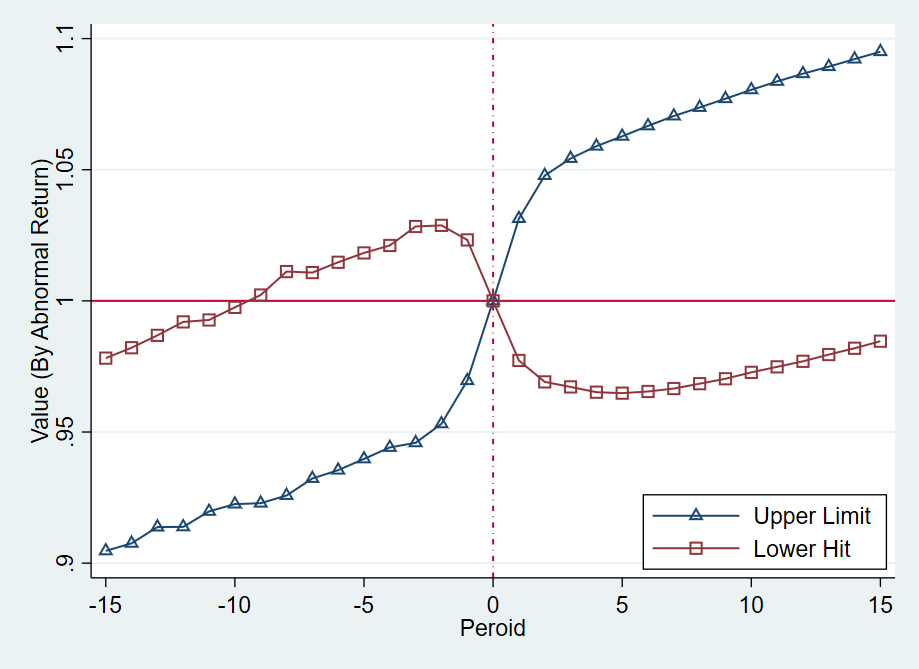 1.1
1.05
1
.95
.9
Value (By Abnormal Return)
-15 -10 -5 0 5 10 15
Peroid
Upper Limit
Lower Hit